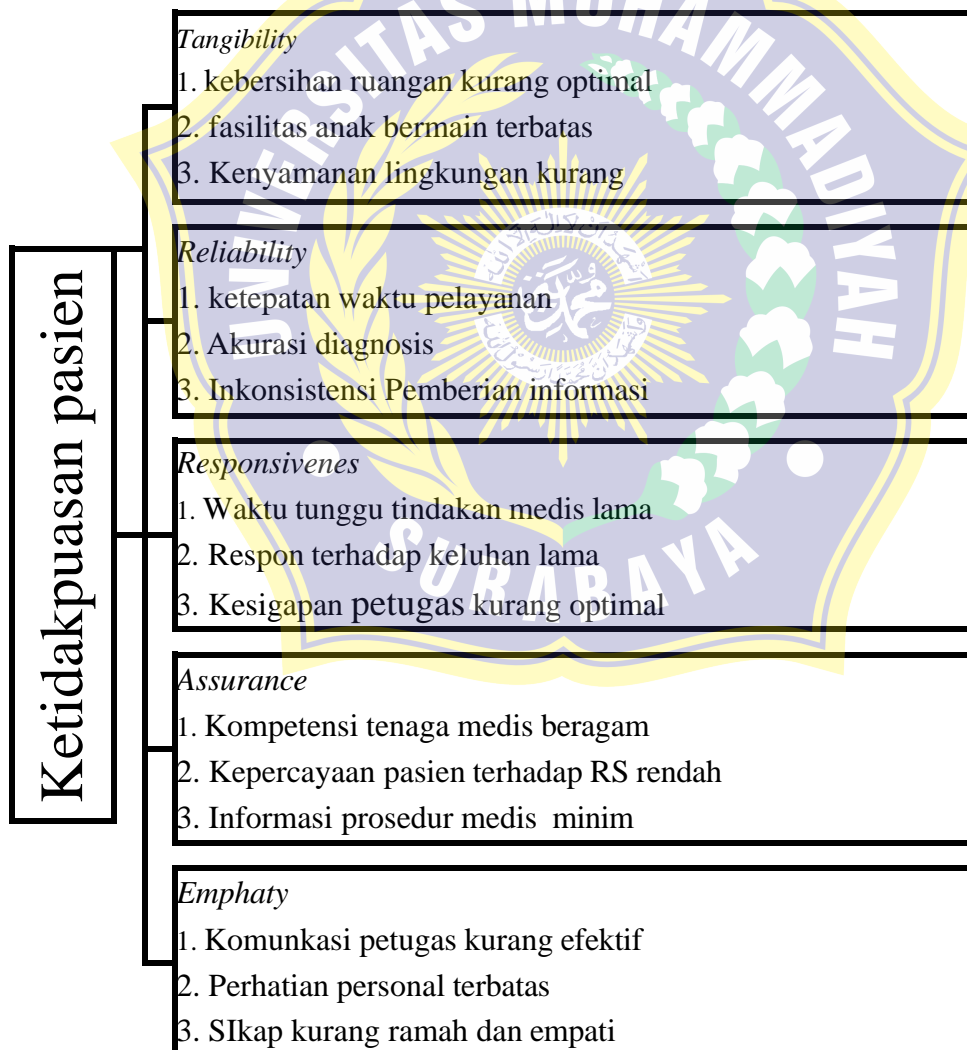 UNIVERSITAS MUHAMMADIYAH
SURABAYA
Ketidakpuasan pasien
Tangibility
1. kebersihan ruangan kurang optimal
2. fasilitas anak bermain terbatas
3. Kenyamanan lingkungan kurang
Reliability
1. ketepatan waktu pelayanan
2. Akurasi diagnosis
3. Inkonsistensi Pemberian informasi
Responsivenes
1. Waktu tunggu tindakan medis lama
2. Respon terhadap keluhan lama
3. Kesigapan petugas kurang optimal
Assurance
1. Kompetensi tenaga medis beragam
2. Kepercayaan pasien terhadap RS rendah
3. Informasi prosedur medis  minim
Emphaty
1. Komunkasi petugas kurang efektif
2. Perhatian personal terbatas
3. SIkap kurang ramah dan empati